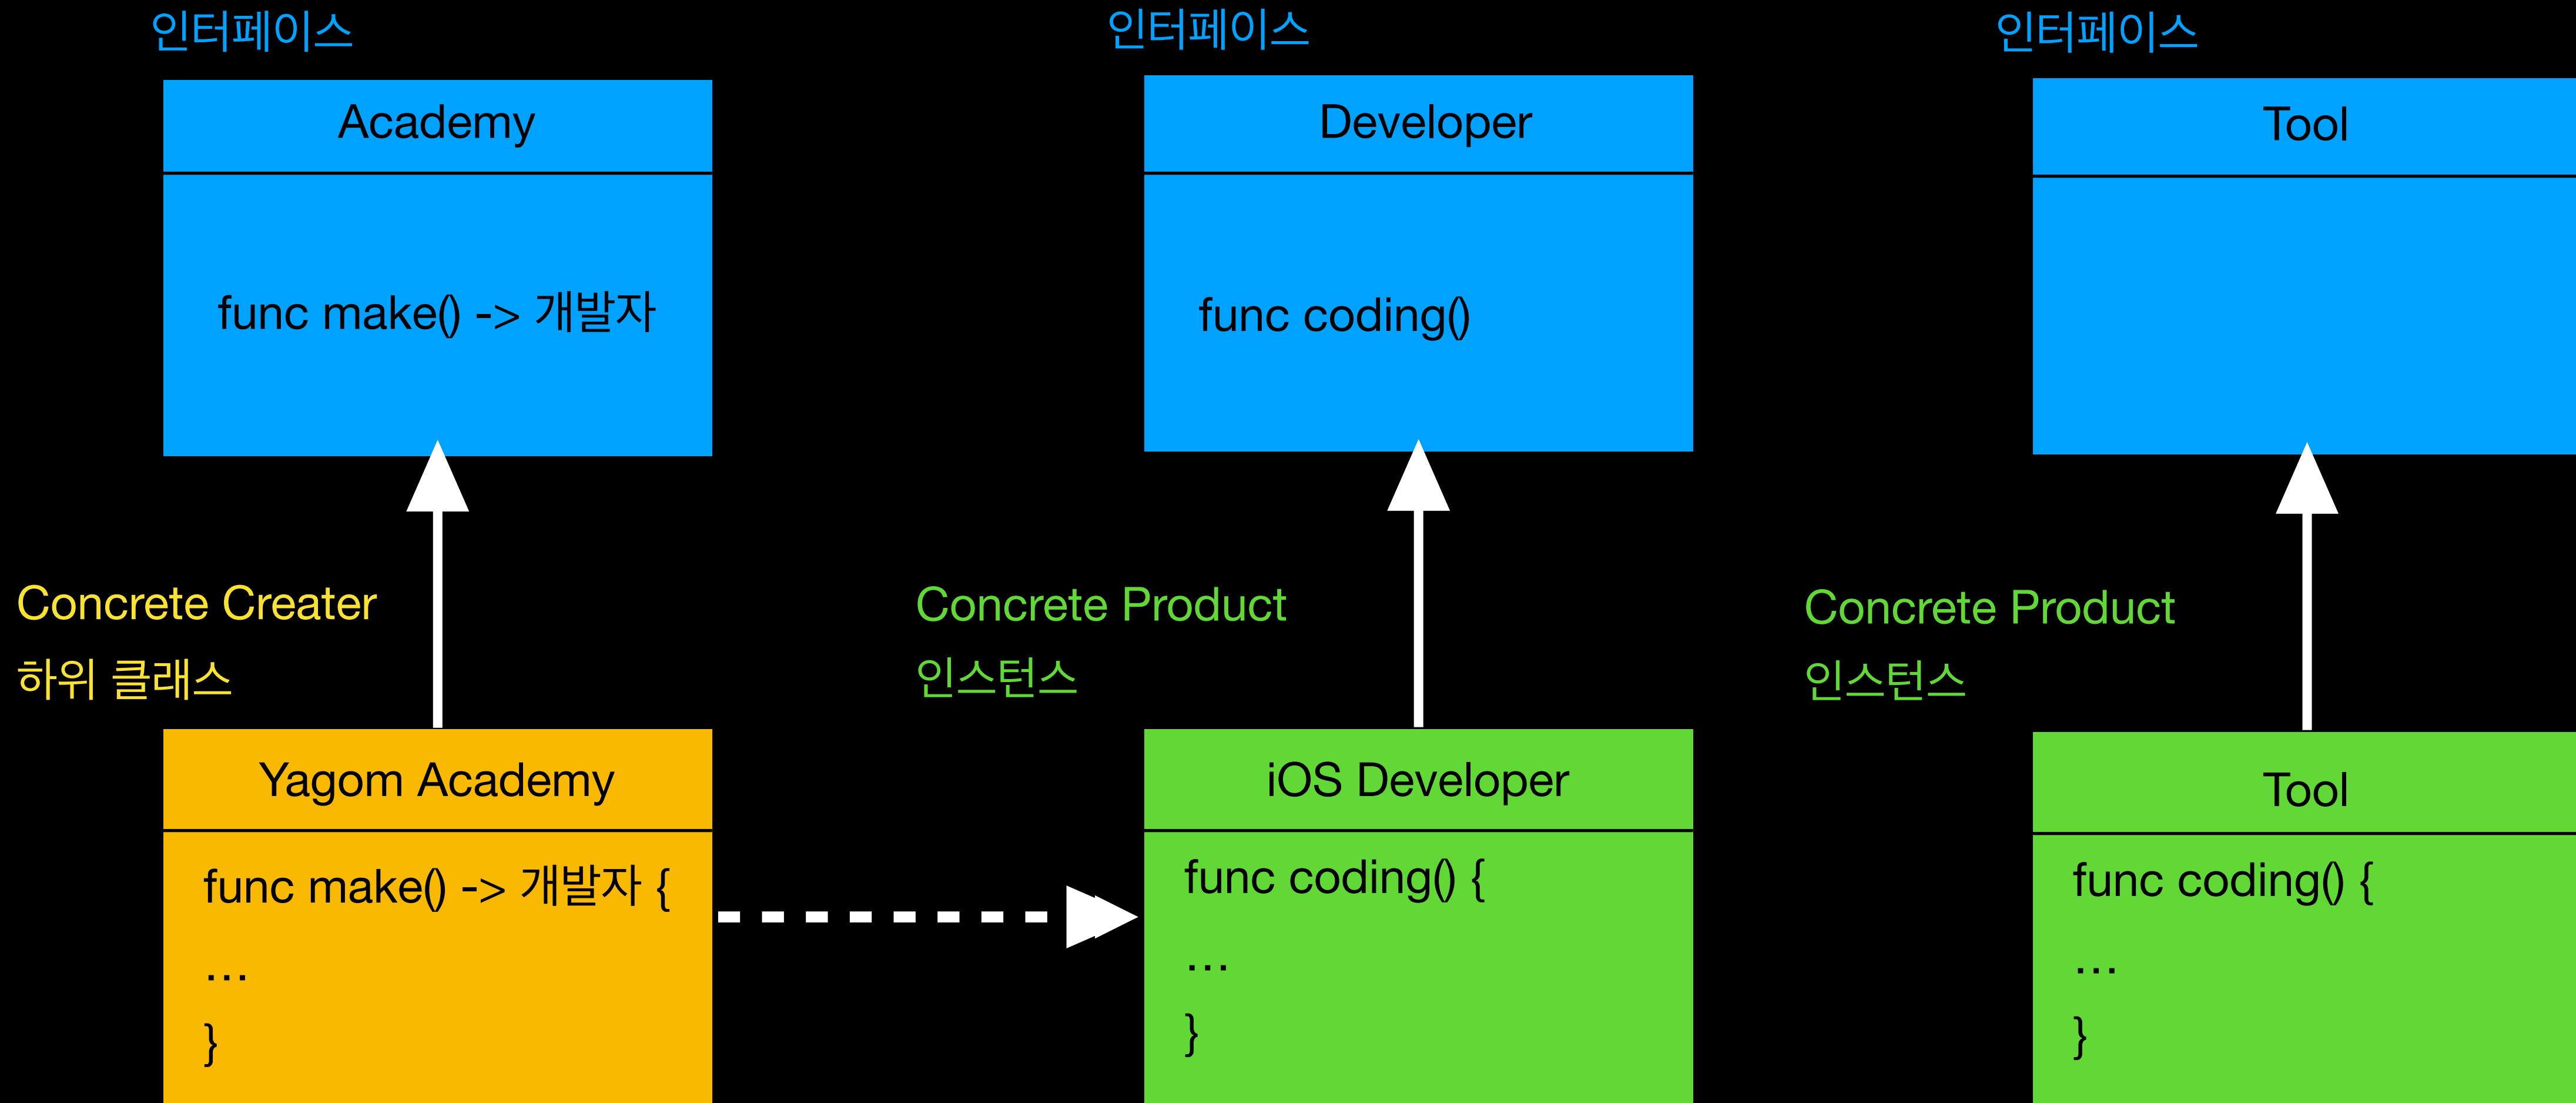 인터페이스
Academy
func make() -> 개발자
Concrete Creater
하위 클래스
Yagom Academy
func make() -> 개발자 {
...
}
인터페이스
Developer
func coding()
Concrete Product
인스턴스
iOS Developer
func coding() {
...
}
인터페이스
Tool
Concrete Product
인스턴스
Tool
func coding() {
...
}